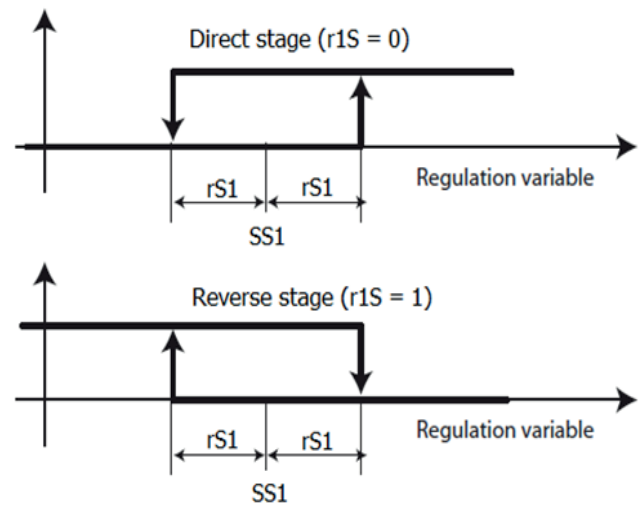 Direct stage (r1S = 0)
Regulation variable
rS1 rS1
SS1
Reverse stage (r1S = 1)
Regulation variable
rS1 rS1
SS1